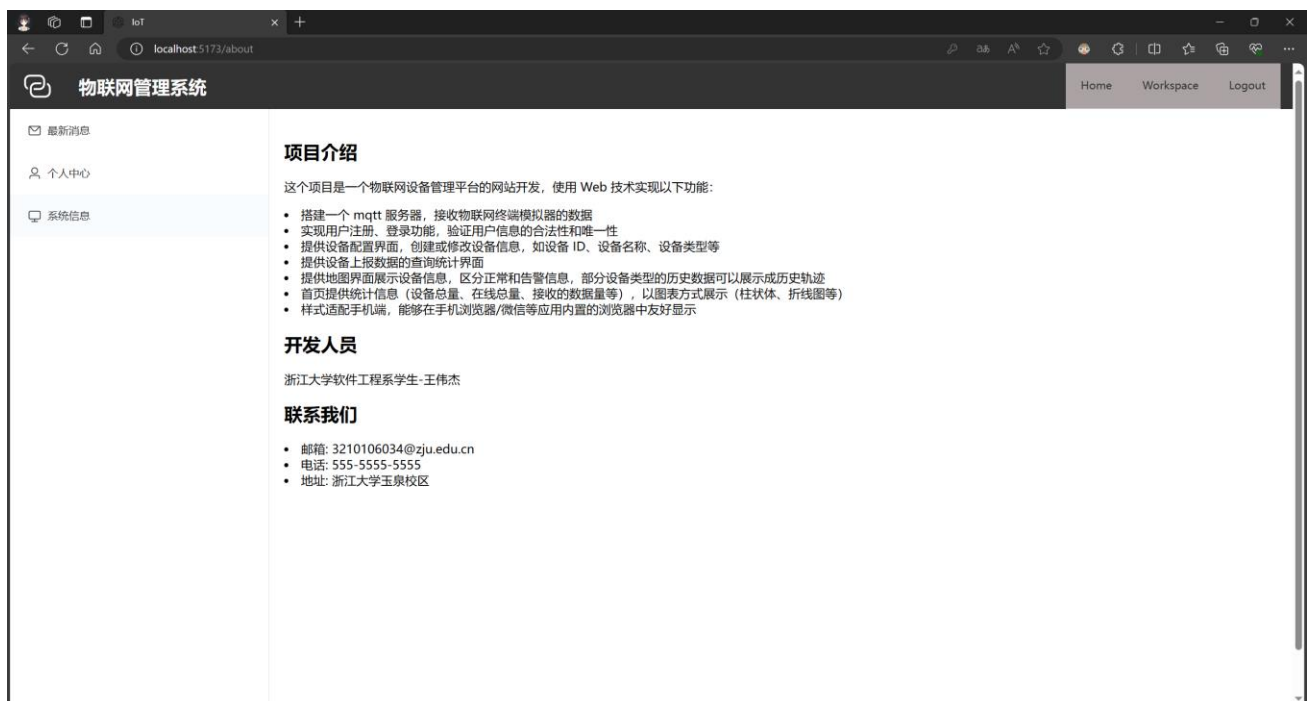 IoT
localhost:5173/about
物联网管理系统
Home Workspace Logout
最新消息
个人中心
系统信息
项目介绍
这个项目是一个物联网设备管理平台的网站开发，使用 Web 技术实现以下功能：
• 搭建一个 mqtt 服务器，接收物联网终端模拟器的数据
• 实现用户注册、登录功能，验证用户信息的合法性和唯一性
• 提供设备配置界面，创建或修改设备信息，如设备 ID、设备名称、设备类型等
• 提供设备上报数据的查询统计界面
• 提供地图界面展示设备信息，区分正常和告警信息，部分设备类型的历史数据可以展示成历史轨迹
• 首页提供统计信息（设备总量、在线总量、接收的数据量等），以图表方式展示（柱状体、折线图等）
• 样式适配手机端，能够在手机浏览器/微信等应用内置的浏览器中友好显示
开发人员
浙江大学软件工程系学生-王伟杰
联系我们
• 邮箱: 3210106034@zju.edu.cn
• 电话: 555-5555-5555
• 地址: 浙江大学玉泉校区